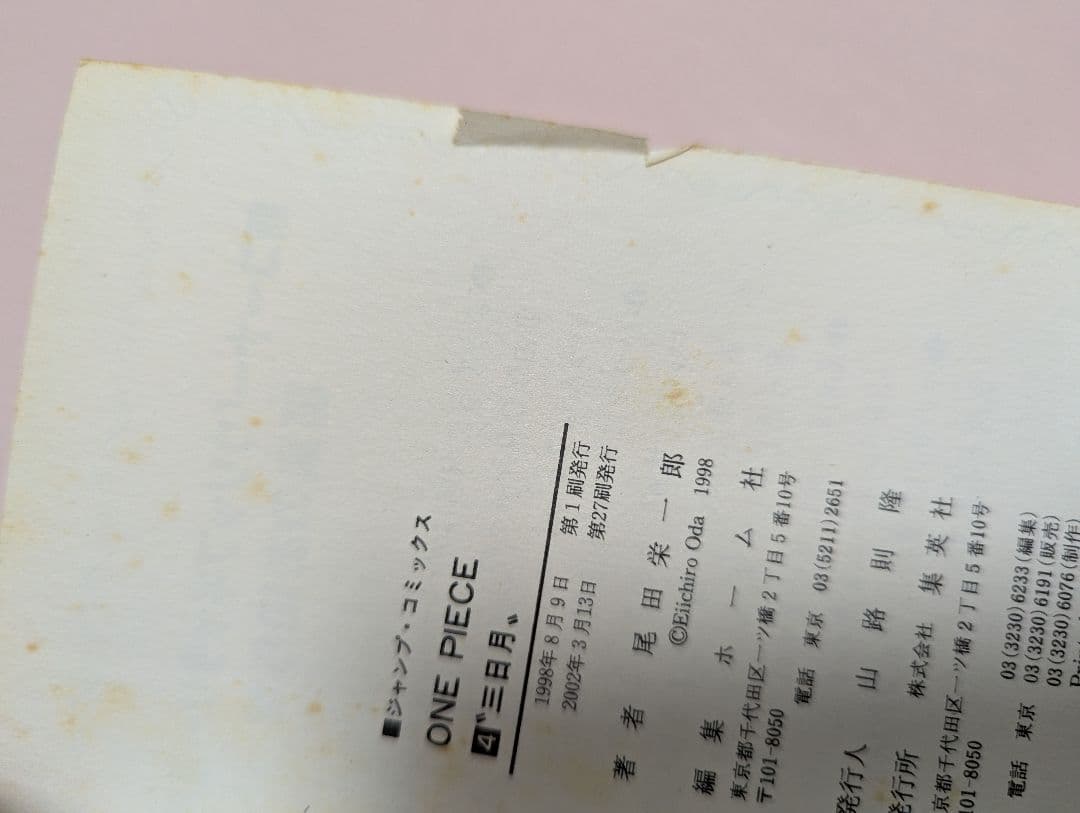 ■ジャンプ・コミックス
ONE PIECE
4〝三日月〟
1998年8月9日 第1刷発行
2002年3月13日 第27刷発行
著者 尾田栄一郎
©Eiichiro Oda 1998
編集 ホーム社
東京都千代田区一ツ橋2丁目5番10号
〒101-8050
電話 東京 03(5211)2651
発行人 山路則隆
株式会社 集英社
発行所
京都千代田区一ツ橋2丁目5番10号
101-8050
03(3230)6233(編集)
電話 東京 03(3230)6191(販売)
03(3230)6076(制作)